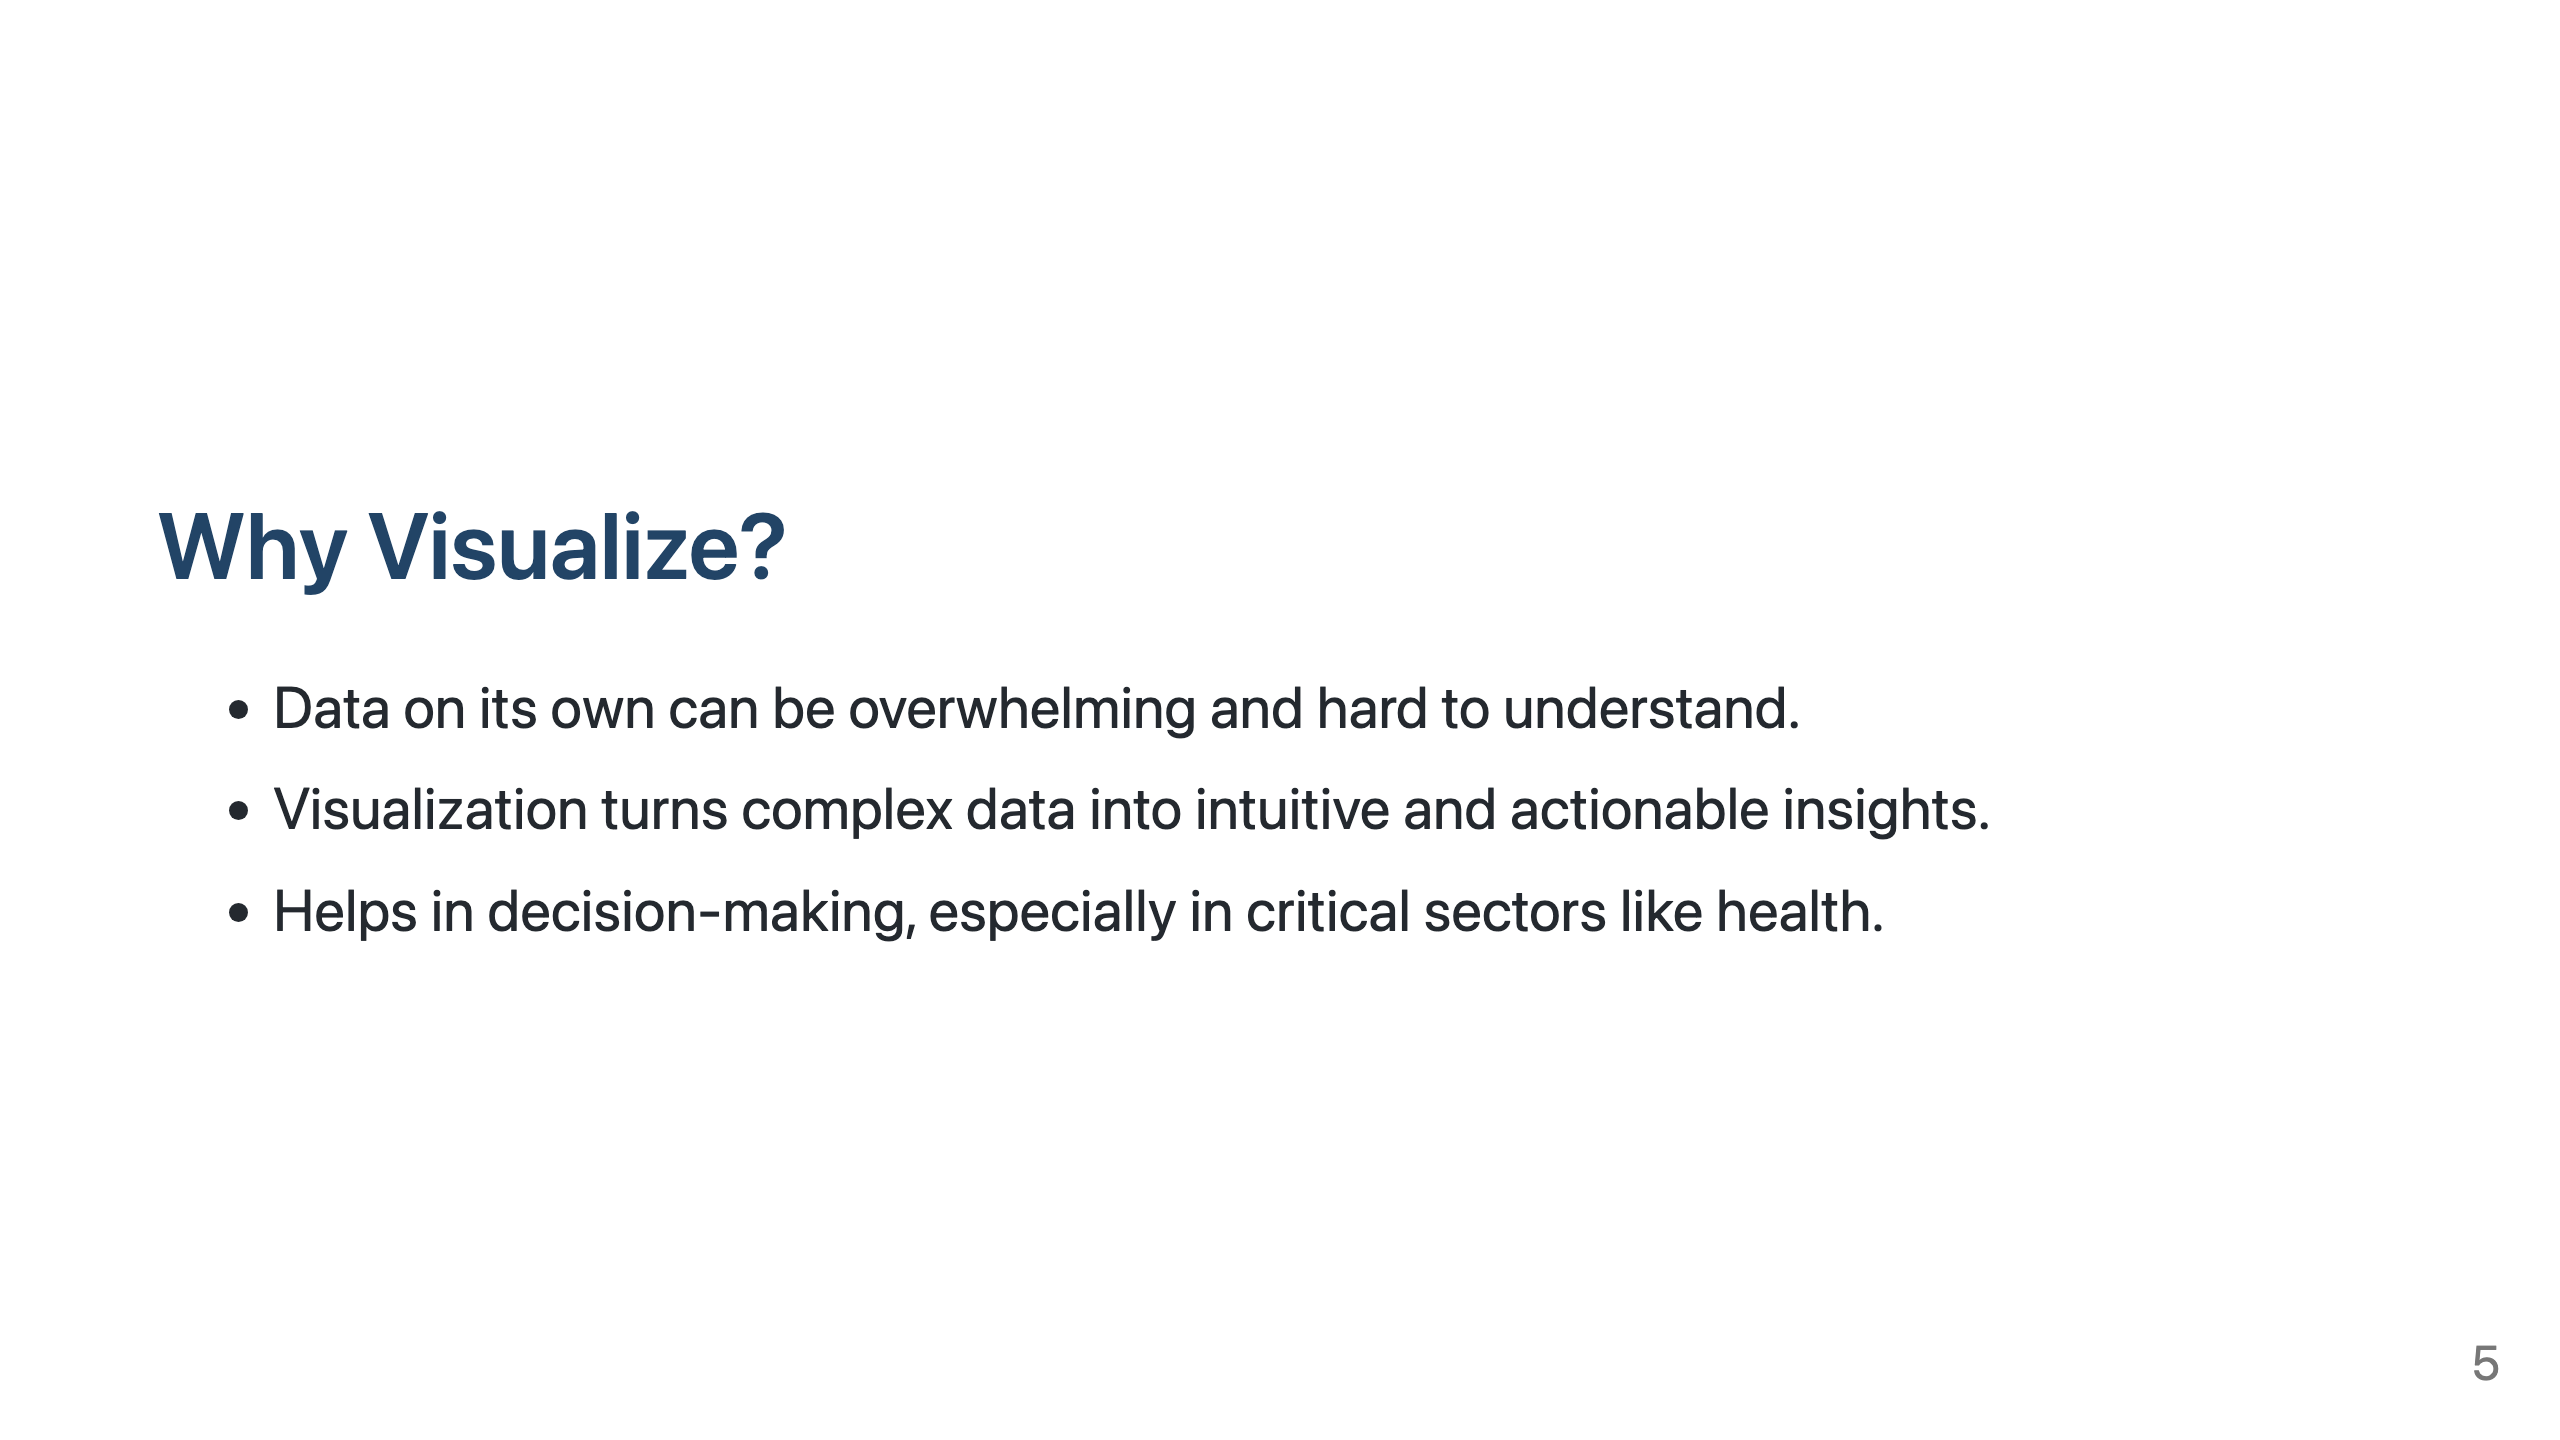 Why Visualize?
• Data on its own can be overwhelming and hard to understand.
• Visualization turns complex data into intuitive and actionable insights.
• Helps in decision-making, especially in critical sectors like health.
5